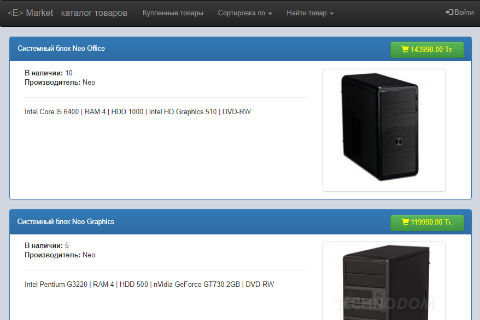 <E> Market - каталог товаров Купленные товары Сортировка по Найти товар Войти
Системный блок Neo Office 143990.00 Тг.
В наличии: 10
Производитель: Neo
Intel Core i5 6400 | RAM 4 | HDD 1000 | Intel HD Graphics 510 | DVD-RW
Системный блок Neo Graphics 119990.00 Тг.
В наличии: 5
Производитель: Neo
Intel Pentium G3220 | RAM 4 | HDD 500 | nVidia GeForce GT730 2GB | DVD-RW
TECHNODOM